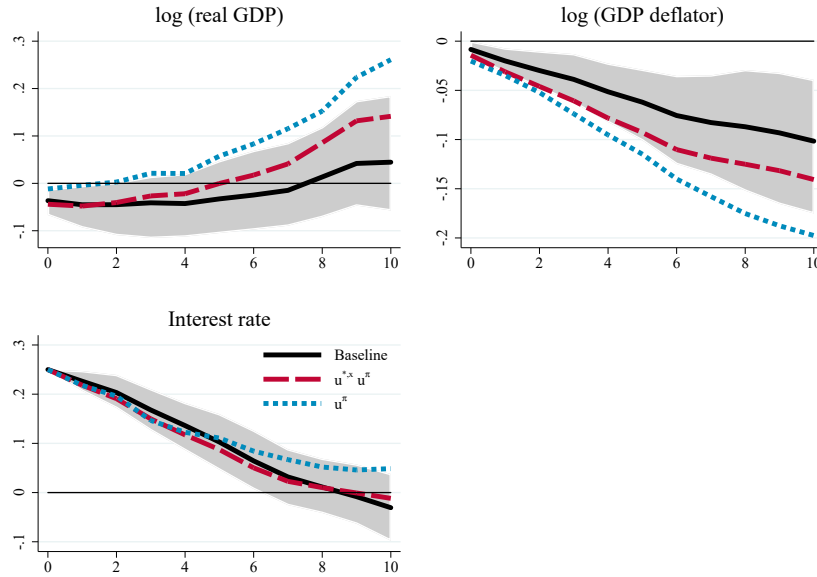 log (real GDP)
.3
.2
.1
0
-.1
0 2 4 6 8 10
log (GDP deflator)
0
-.05
-.1
-.15
-.2
0 2 4 6 8 10
Interest rate
.3
.2
.1
0
-.1
0 2 4 6 8 10
Baseline
u*,x uπ
uπ